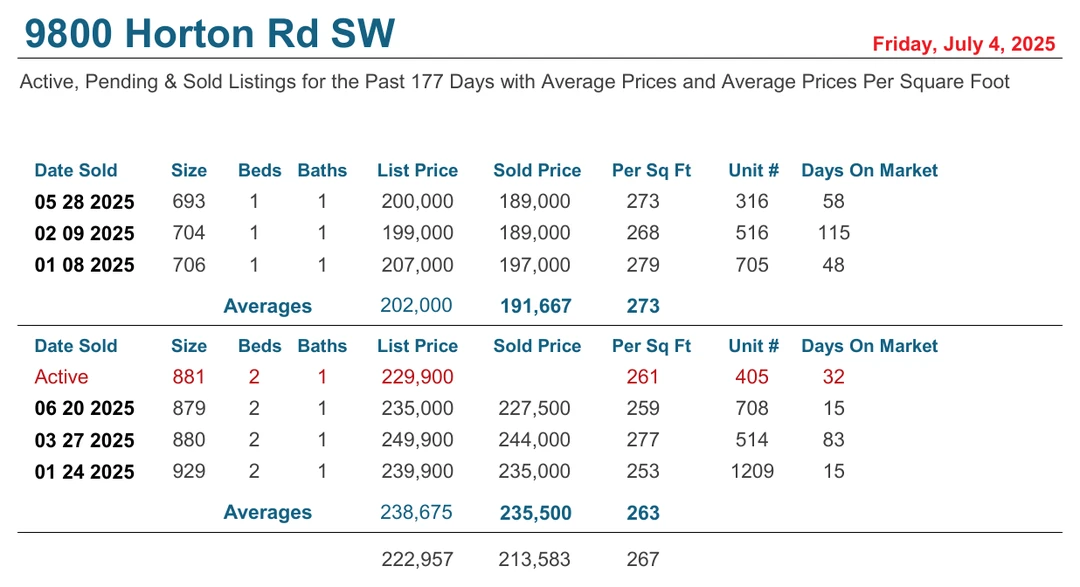 9800 Horton Rd SW
Friday, July 4, 2025
Active, Pending & Sold Listings for the Past 177 Days with Average Prices and Average Prices Per Square Foot
Date Sold Size Beds Baths List Price Sold Price Per Sq Ft Unit # Days On Market
05 28 2025 693 1 1 200,000 189,000 273 316 58
02 09 2025 704 1 1 199,000 189,000 268 516 115
01 08 2025 706 1 1 207,000 197,000 279 705 48
Averages 202,000 191,667 273
Date Sold Size Beds Baths List Price Sold Price Per Sq Ft Unit # Days On Market
Active 881 2 1 229,900 261 405 32
06 20 2025 879 2 1 235,000 227,500 259 708 15
03 27 2025 880 2 1 249,900 244,000 277 514 83
01 24 2025 929 2 1 239,900 235,000 253 1209 15
Averages 238,675 235,500 263
222,957 213,583 267